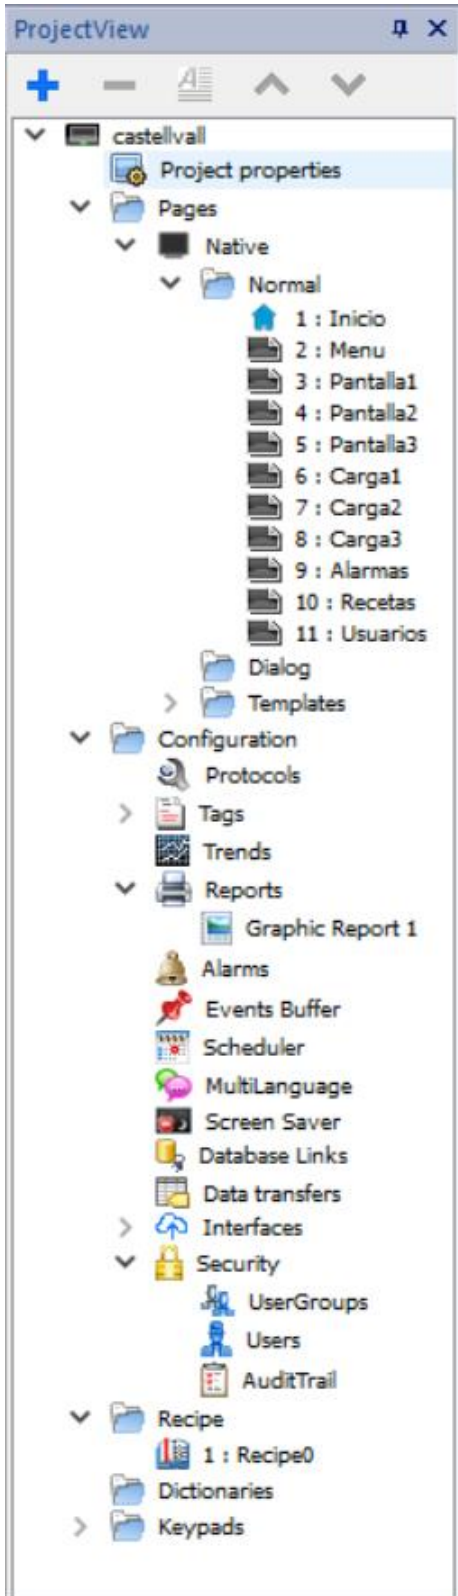 ProjectView
castellvall
Project properties
Pages
Native
Normal
1 : Inicio
2 : Menu
3 : Pantalla1
4 : Pantalla2
5 : Pantalla3
6 : Carga1
7 : Carga2
8 : Carga3
9 : Alarmas
10 : Recetas
11 : Usuarios
Dialog
Templates
Configuration
Protocols
Tags
Trends
Reports
Graphic Report 1
Alarms
Events Buffer
Scheduler
MultiLanguage
Screen Saver
Database Links
Data transfers
Interfaces
Security
UserGroups
Users
AuditTrail
Recipe
1 : Recipe0
Dictionaries
Keypads